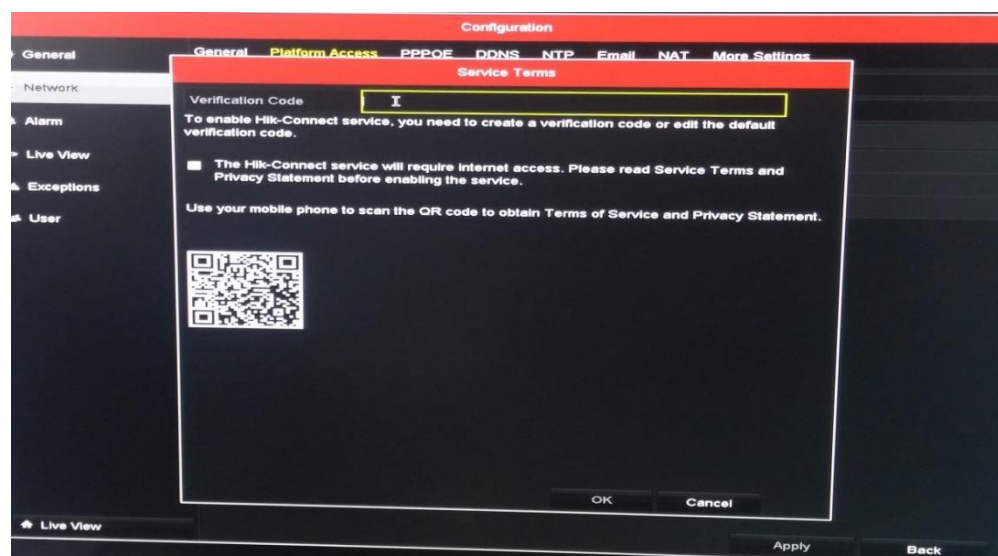 Configuration
General
Network
Alarm
Live View
Exceptions
User
General Platform Access PPPOE DDNS NTP Email NAT More Settings
Service Terms
Verification Code
To enable Hik-Connect service, you need to create a verification code or edit the default
verification code.
The Hik-Connect service will require internet access. Please read Service Terms and
Privacy Statement before enabling the service.
Use your mobile phone to scan the QR code to obtain Terms of Service and Privacy Statement.
OK Cancel
Live View
Apply Back